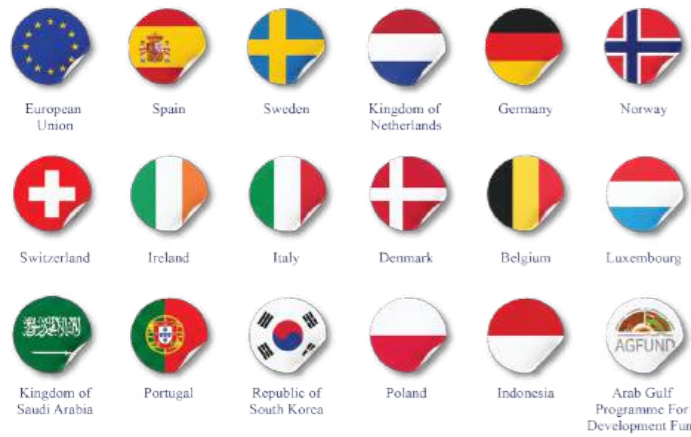 European
Union
Spain
Sweden
Kingdom of
Netherlands
Germany
Norway
Switzerland
Ireland
Italy
Denmark
Belgium
Luxembourg
AGFUND
Kingdom of
Saudi Arabia
Portugal
Republic of
South Korea
Poland
Indonesia
Arab Gulf
Programme For
Development Fun